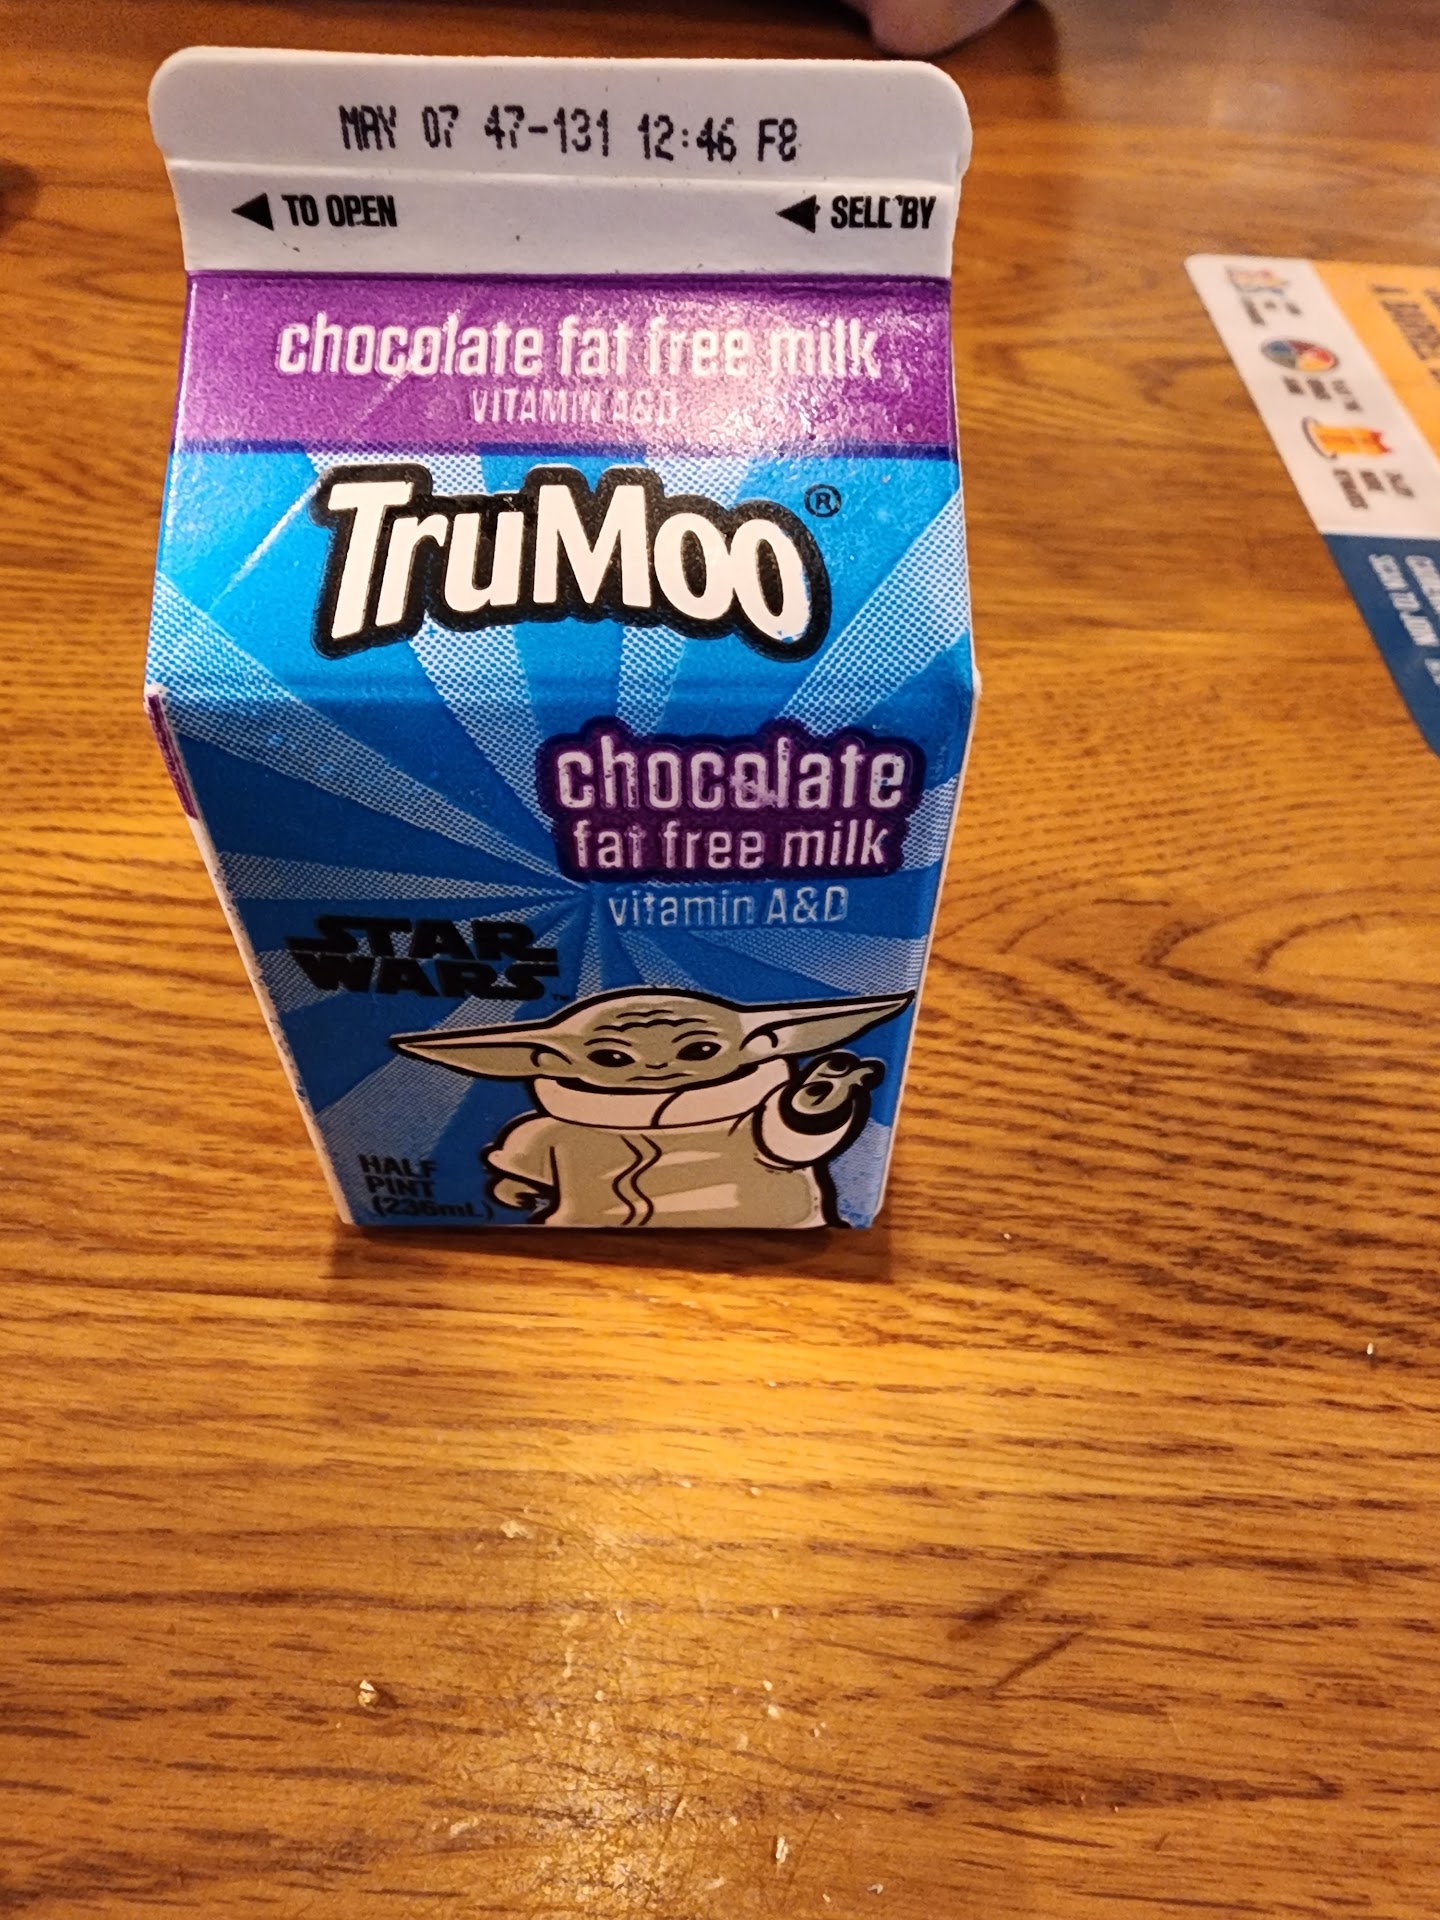 MAY 07 47-131 12:46 F8
TO OPEN
SELL BY
chocolate fat free milk
VITAMIN A&D
TruMoo®
chocolate
fat free milk
vitamin A&D
STAR
WARS™
HALF
PINT
(236mL)